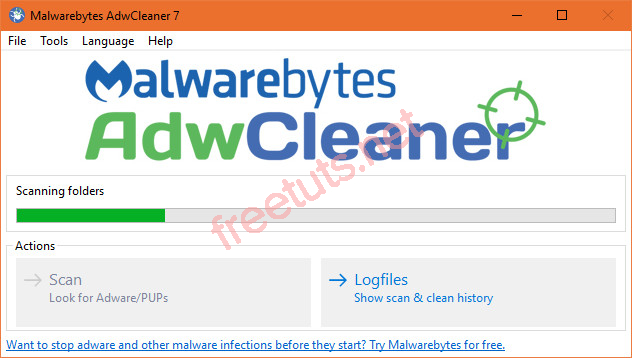 Malwarebytes AdwCleaner 7
File Tools Language Help
Malwarebytes
AdwCleaner
Scanning folders
freetuts.net
Actions
Scan
Look for Adware/PUPs
Logfiles
Show scan & clean history
Want to stop adware and other malware infections before they start? Try Malwarebytes for free.